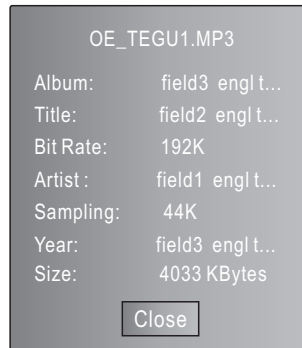 OE_TEGU1.MP3
Album: field3 engl t...
Title: field2 engl t...
Bit Rate: 192K
Artist : field1 engl t...
Sampling: 44K
Year: field3 engl t...
Size: 4033 KBytes
Close